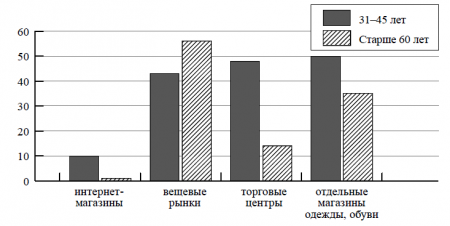 31–45 лет
Старше 60 лет
60
50
40
30
20
10
0
интернет-
магазины
вещевые
рынки
торговые
центры
отдельные
магазины
одежды, обуви